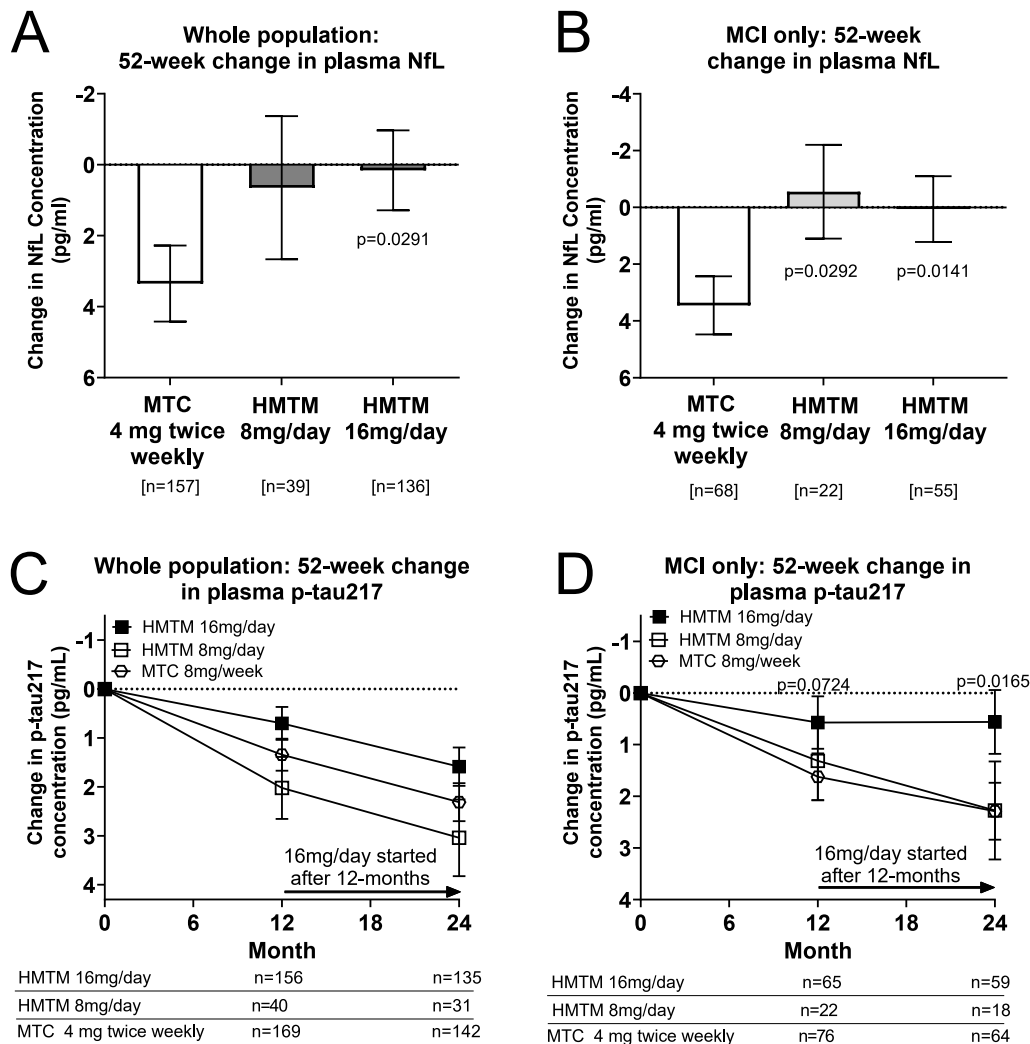 A
Whole population:
52-week change in plasma NfL
Change in NfL Concentration
(pg/ml)
-2
0
2
4
6
p=0.0291
MTC
4 mg twice
weekly
HMTM
8mg/day
HMTM
16mg/day
[n=157]
[n=39]
[n=136]
B
MCI only: 52-week
change in plasma NfL
Change in NfL Concentration
(pg/ml)
-4
-2
0
2
4
6
p=0.0292
p=0.0141
MTC
4 mg twice
weekly
HMTM
8mg/day
HMTM
16mg/day
[n=68]
[n=22]
[n=55]
C
Whole population: 52-week change
in plasma p-tau217
HMTM 16mg/day
HMTM 8mg/day
MTC 8mg/week
Change in p-tau217
concentration (pg/mL)
-1
0
1
2
3
4
16mg/day started
after 12-months
0 6 12 18 24
Month
HMTM 16mg/day n=156 n=135
HMTM 8mg/day n=40 n=31
MTC 4 mg twice weekly n=169 n=142
D
MCI only: 52-week change in
plasma p-tau217
HMTM 16mg/day
HMTM 8mg/day
MTC 8mg/week
Change in p-tau217
concentration (pg/mL)
-1
0
1
2
3
4
p=0.0724
p=0.0165
16mg/day started
after 12-months
0 6 12 18 24
Month
HMTM 16mg/day n=65 n=59
HMTM 8mg/day n=22 n=18
MTC 4 mg twice weekly n=76 n=64